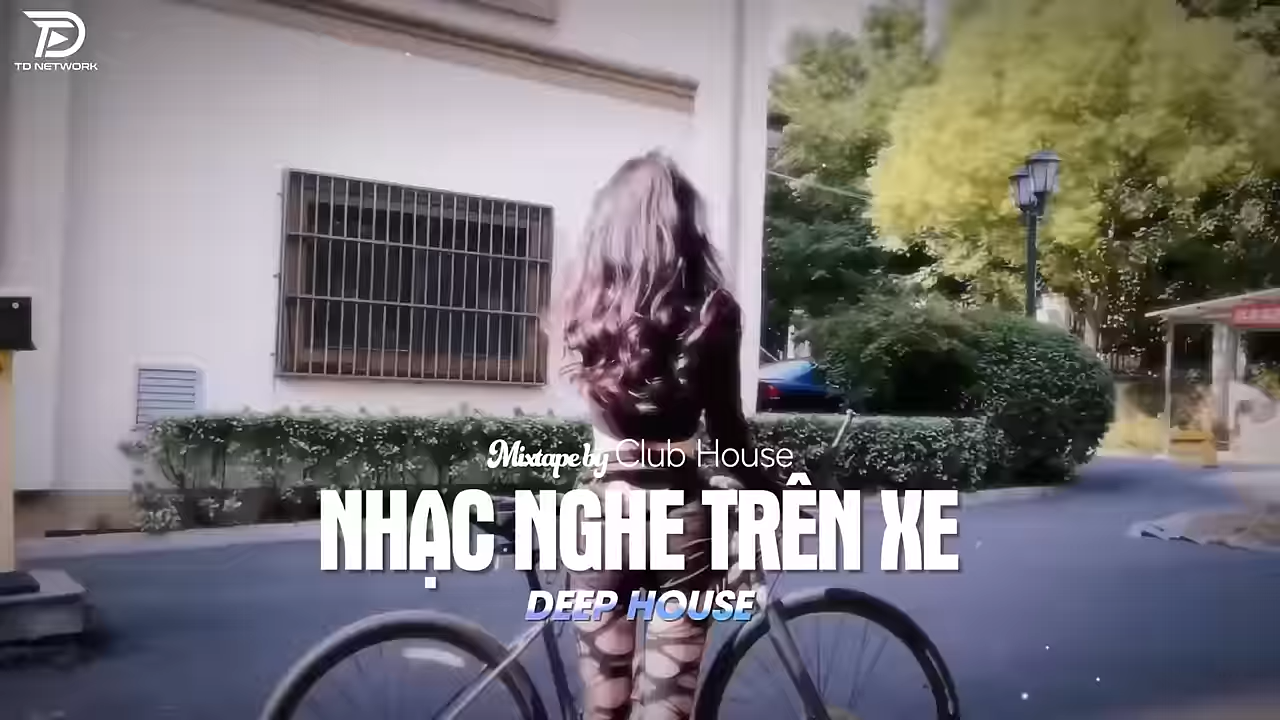 TD NETWORK
Mixtape by Club House
NHẠC NGHE TRÊN XE
DEEP HOUSE